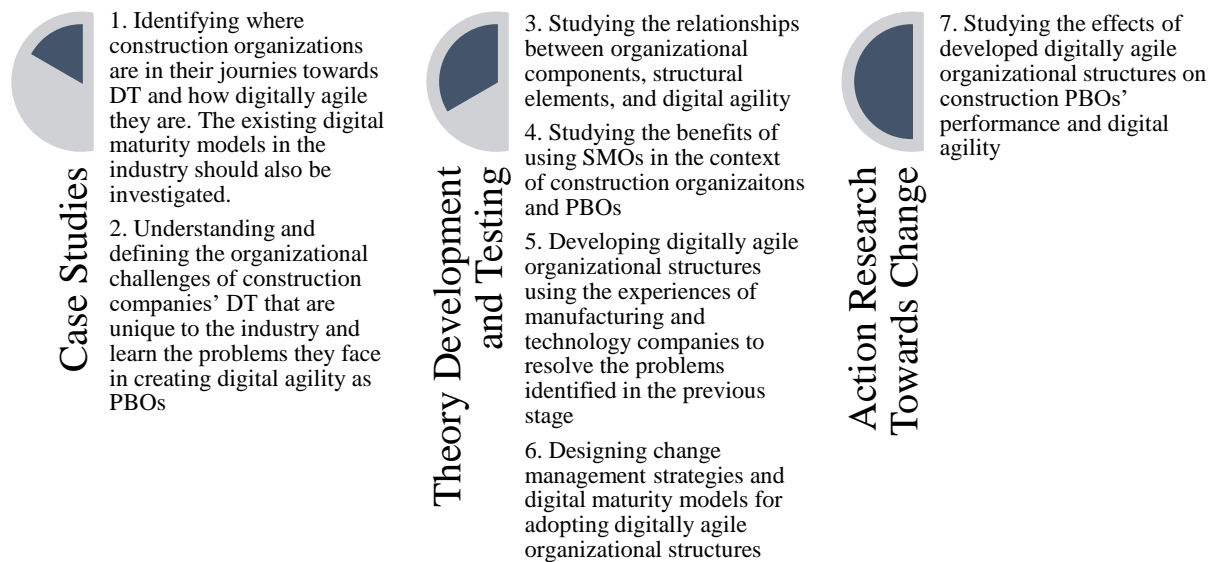 Case Studies
1. Identifying where
construction organizations
are in their journies towards
DT and how digitally agile
they are. The existing digital
maturity models in the
industry should also be
investigated.
2. Understanding and
defining the organizational
challenges of construction
companies’ DT that are
unique to the industry and
learn the problems they face
in creating digital agility as
PBOs
Theory Development
and Testing
3. Studying the relationships
between organizational
components, structural
elements, and digital agility
4. Studying the benefits of
using SMOs in the context
of construction organizaitons
and PBOs
5. Developing digitally agile
organizational structures
using the experiences of
manufacturing and
technology companies to
resolve the problems
identified in the previous
stage
6. Designing change
management strategies and
digital maturity models for
adopting digitally agile
organizational structures
Action Research
Towards Change
7. Studying the effects of
developed digitally agile
organizational structures on
construction PBOs’
performance and digital
agility